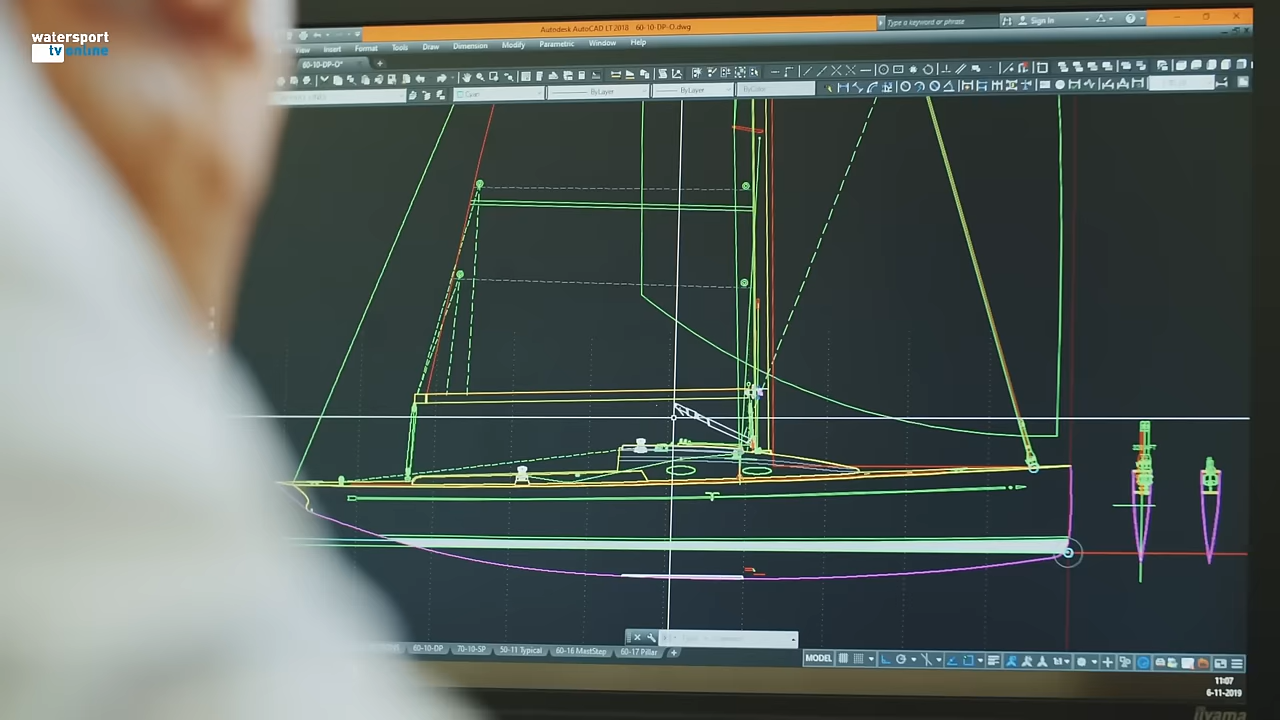 watersport
tv online
Autodesk AutoCAD LT 2018 60-10-DP-O.dwg
Type a keyword or phrase
Sign In
View Insert Format Tools Draw Dimension Modify Parametric Window Help
60-10-DP-O*
ByLayer
ByLayer
ByColor
60-10-DP 70-10-SP 50-11 Typical 60-16 MastStep 60-17 Pillar
MODEL
11:07
6-11-2019
iiyama